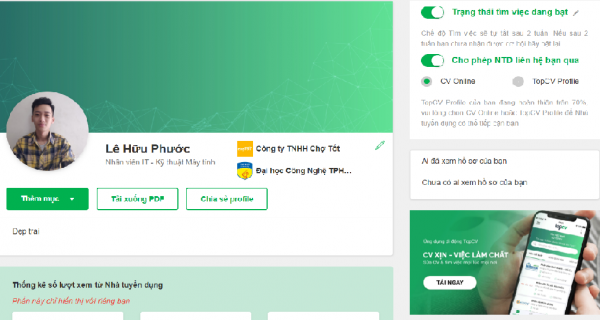 Lê Hữu Phước
Nhân viên IT - Kỹ thuật Máy tính
Công ty TNHH Chợ Tốt
Đại học Công Nghệ TPH...
Thêm mục
Tải xuống PDF
Chia sẻ profile
Đẹp trai
Thống kê số lượt xem từ Nhà tuyển dụng
Phần này chỉ hiển thị với riêng bạn
Trạng thái tìm việc đang bật
Chế độ Tìm việc sẽ tự tắt sau 2 tuần. Nếu sau 2
tuần bạn chưa nhận được cơ hội hãy bật lại
Cho phép NTD liên hệ bạn qua
CV Online
TopCV Profile
TopCV Profile của bạn đang hoàn thiện trên 70%,
vui lòng chọn CV Online hoặc TopCV Profile để Nhà
tuyển dụng có thể tiếp cận bạn
Ai đã xem hồ sơ của bạn
Chưa có ai xem hồ sơ của bạn
Ứng dụng di động TopCV
CV XỊN - VIỆC LÀM CHẤT
TẢI NGAY
topcv